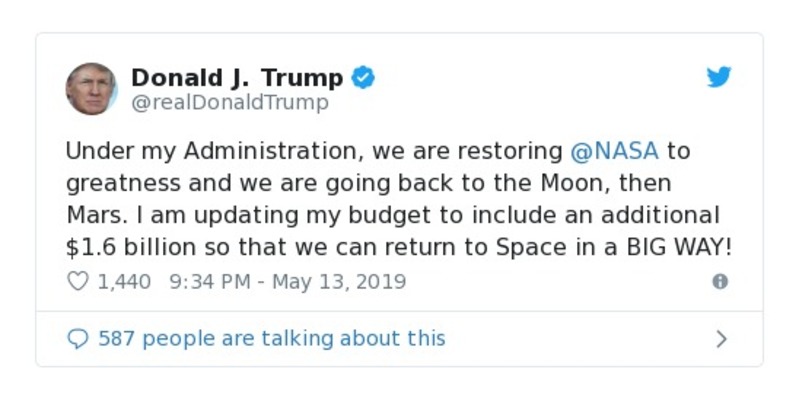 Donald J. Trump
@realDonaldTrump
Under my Administration, we are restoring @NASA to
greatness and we are going back to the Moon, then
Mars. I am updating my budget to include an additional
$1.6 billion so that we can return to Space in a BIG WAY!
1,440 9:34 PM - May 13, 2019
587 people are talking about this